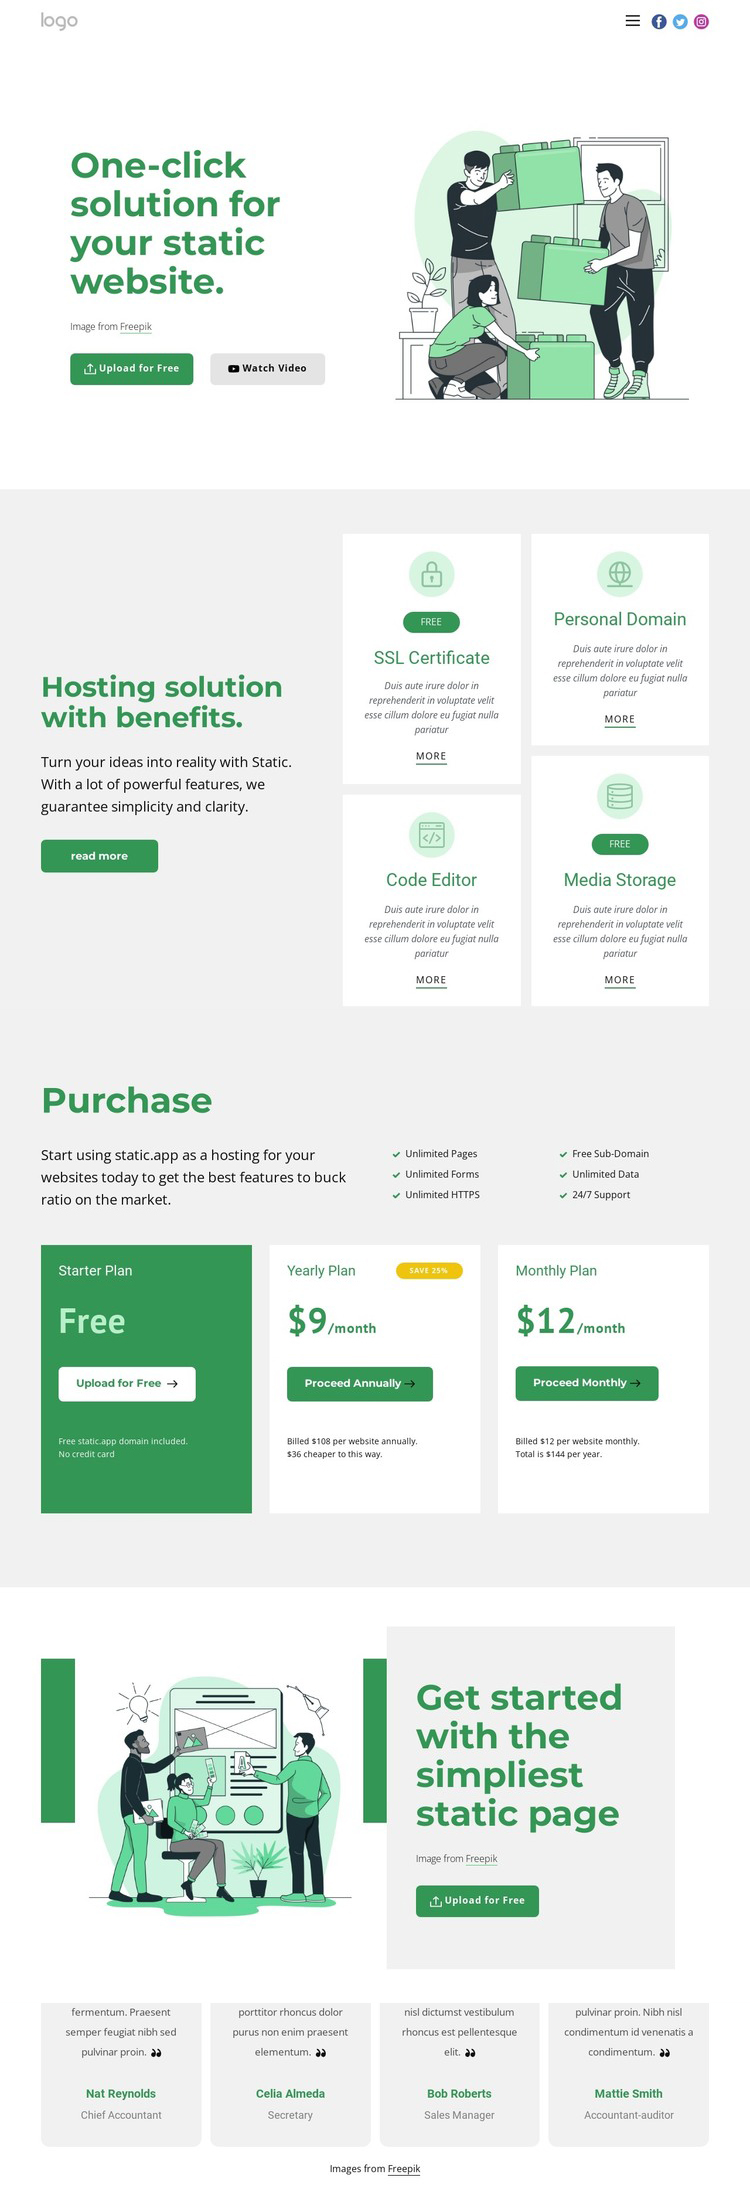 logo
One-click
solution for
your static
website.
Image from Freepik
Upload for Free
Watch Video
Hosting solution
with benefits.
Turn your ideas into reality with Static.
With a lot of powerful features, we
guarantee simplicity and clarity.
read more
FREE
SSL Certificate
Duis aute irure dolor in
reprehenderit in voluptate velit
esse cillum dolore eu fugiat nulla
pariatur
MORE
Personal Domain
Duis aute irure dolor in
reprehenderit in voluptate velit
esse cillum dolore eu fugiat nulla
pariatur
MORE
Code Editor
Duis aute irure dolor in
reprehenderit in voluptate velit
esse cillum dolore eu fugiat nulla
pariatur
MORE
FREE
Media Storage
Duis aute irure dolor in
reprehenderit in voluptate velit
esse cillum dolore eu fugiat nulla
pariatur
MORE
Purchase
Start using static.app as a hosting for your
websites today to get the best features to buck
ratio on the market.
Unlimited Pages
Unlimited Forms
Unlimited HTTPS
Free Sub-Domain
Unlimited Data
24/7 Support
Starter Plan
Free
Upload for Free →
Free static.app domain included.
No credit card
Yearly Plan
SAVE 25%
$9/month
Proceed Annually →
Billed $108 per website annually.
$36 cheaper to this way.
Monthly Plan
$12/month
Proceed Monthly →
Billed $12 per website monthly.
Total is $144 per year.
Get started
with the
simpliest
static page
Image from Freepik
Upload for Free
fermentum. Praesent
semper feugiat nibh sed
pulvinar proin. ”
Nat Reynolds
Chief Accountant
porttitor rhoncus dolor
purus non enim praesent
elementum. ”
Celia Almeda
Secretary
nisl dictumst vestibulum
rhoncus est pellentesque
elit. ”
Bob Roberts
Sales Manager
pulvinar proin. Nibh nisl
condimentum id venenatis a
condimentum. ”
Mattie Smith
Accountant-auditor
Images from Freepik